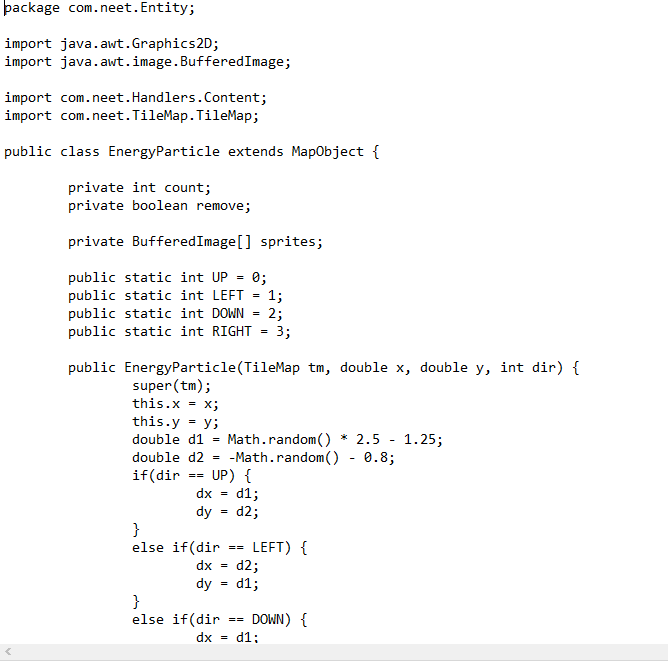 package com.neet.Entity;
import java.awt.Graphics2D;
import java.awt.image.BufferedImage;
import com.neet.Handlers.Content;
import com.neet.TileMap.TileMap;
public class EnergyParticle extends MapObject {
private int count;
private boolean remove;
private BufferedImage[] sprites;
public static int UP = 0;
public static int LEFT = 1;
public static int DOWN = 2;
public static int RIGHT = 3;
public EnergyParticle(TileMap tm, double x, double y, int dir) {
super(tm);
this.x = x;
this.y = y;
double d1 = Math.random() * 2.5 - 1.25;
double d2 = -Math.random() - 0.8;
if(dir == UP) {
dx = d1;
dy = d2;
}
else if(dir == LEFT) {
dx = d2;
dy = d1;
}
else if(dir == DOWN) {
dx = d1;